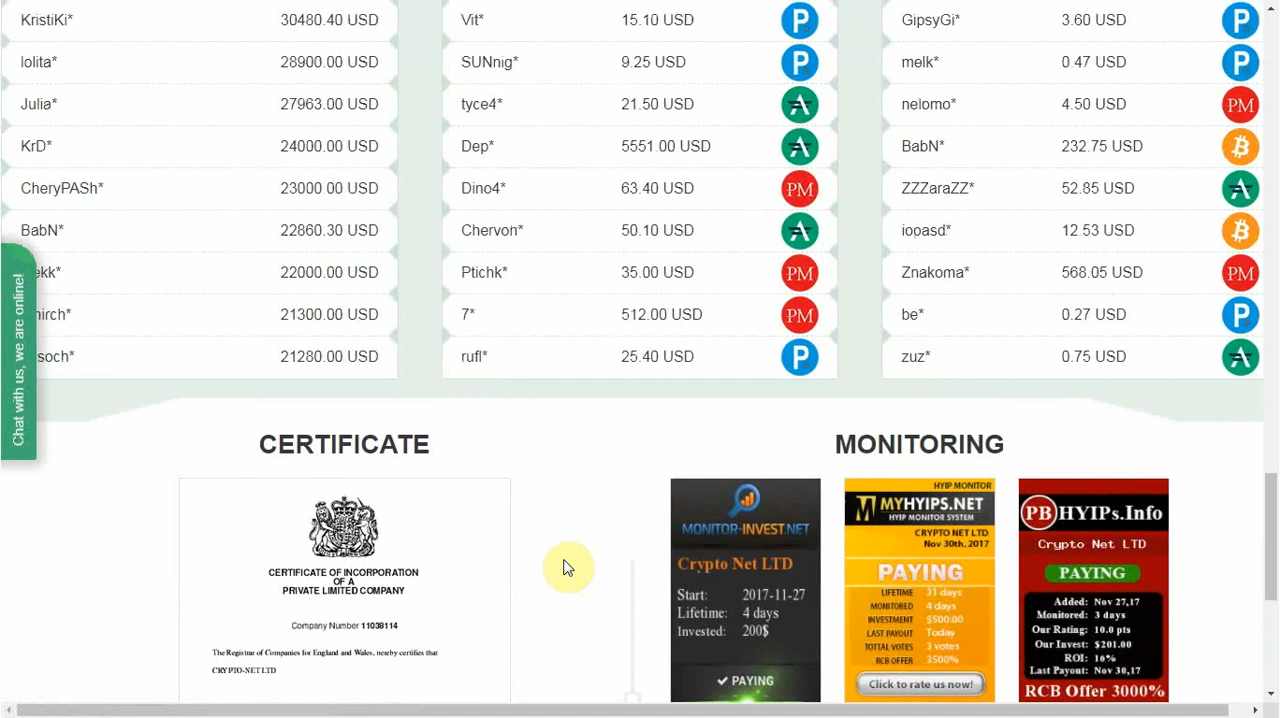 KristiKi* 30480.40 USD Vit* 15.10 USD GipsyGi* 3.60 USD
lolita* 28900.00 USD SUNnig* 9.25 USD melk* 0.47 USD
Julia* 27963.00 USD tyce4* 21.50 USD nelomo* 4.50 USD PM
KrD* 24000.00 USD Dep* 5551.00 USD BabN* 232.75 USD
CheryPASh* 23000.00 USD Dino4* 63.40 USD PM ZZZaraZZ* 52.85 USD
BabN* 22860.30 USD Chervon* 50.10 USD iopasd* 12.53 USD
ekk* 22000.00 USD Ptichk* 35.00 USD PM Znakoma* 568.05 USD PM
hirch* 21300.00 USD 7* 512.00 USD PM be* 0.27 USD
soch* 21280.00 USD rufl* 25.40 USD zuz* 0.75 USD
Chat with us, we are online!
CERTIFICATE
CERTIFICATE OF INCORPORATION
OF A
PRIVATE LIMITED COMPANY
Company Number 11039114
The Registrar of Companies for England and Wales, hereby certifies that
CRYPTO-NET LTD
MONITORING
MONITOR-INVEST.NET
Crypto Net LTD
Start: 2017-11-27
Lifetime: 4 days
Invested: 200$
PAYING
HYIP MONITOR
MYHYIPS.NET
HYIP MONITOR SYSTEM
CRYPTO NET LTD
Nov 30th, 2017
PAYING
LIFETIME 31 days
MONITORED 4 days
INVESTMENT $500.00
LAST PAYOUT Today
TOTTAL VOTES 3 votes
RCB OFFER 3500%
Click to rate us now!
PB HYIPs.Info
Crypto Net LTD
PAYING
Added: Nov 27,17
Monitored: 3 days
Our Rating: 10.0 pts
Our Invest: $201.00
ROI: 16%
Last Payout: Nov 30,17
RCB Offer 3000%